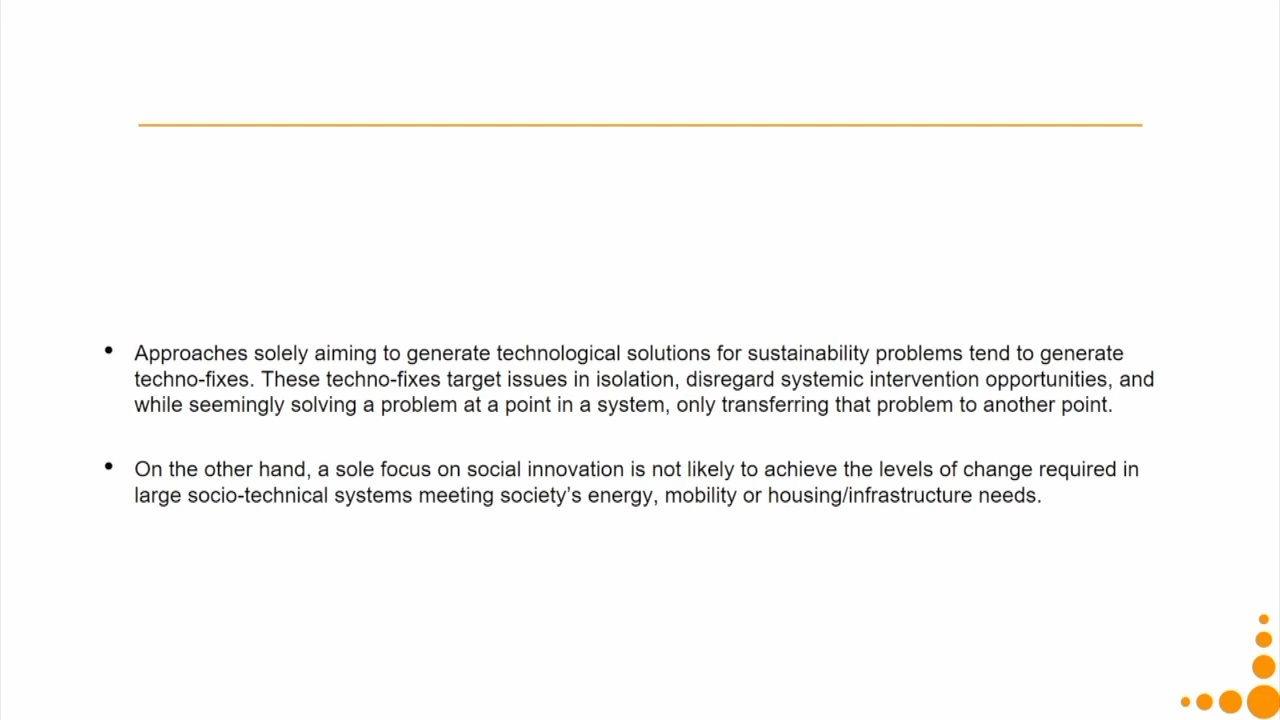 • Approaches solely aiming to generate technological solutions for sustainability problems tend to generate
techno-fixes. These techno-fixes target issues in isolation, disregard systemic intervention opportunities, and
while seemingly solving a problem at a point in a system, only transferring that problem to another point.
• On the other hand, a sole focus on social innovation is not likely to achieve the levels of change required in
large socio-technical systems meeting society’s energy, mobility or housing/infrastructure needs.